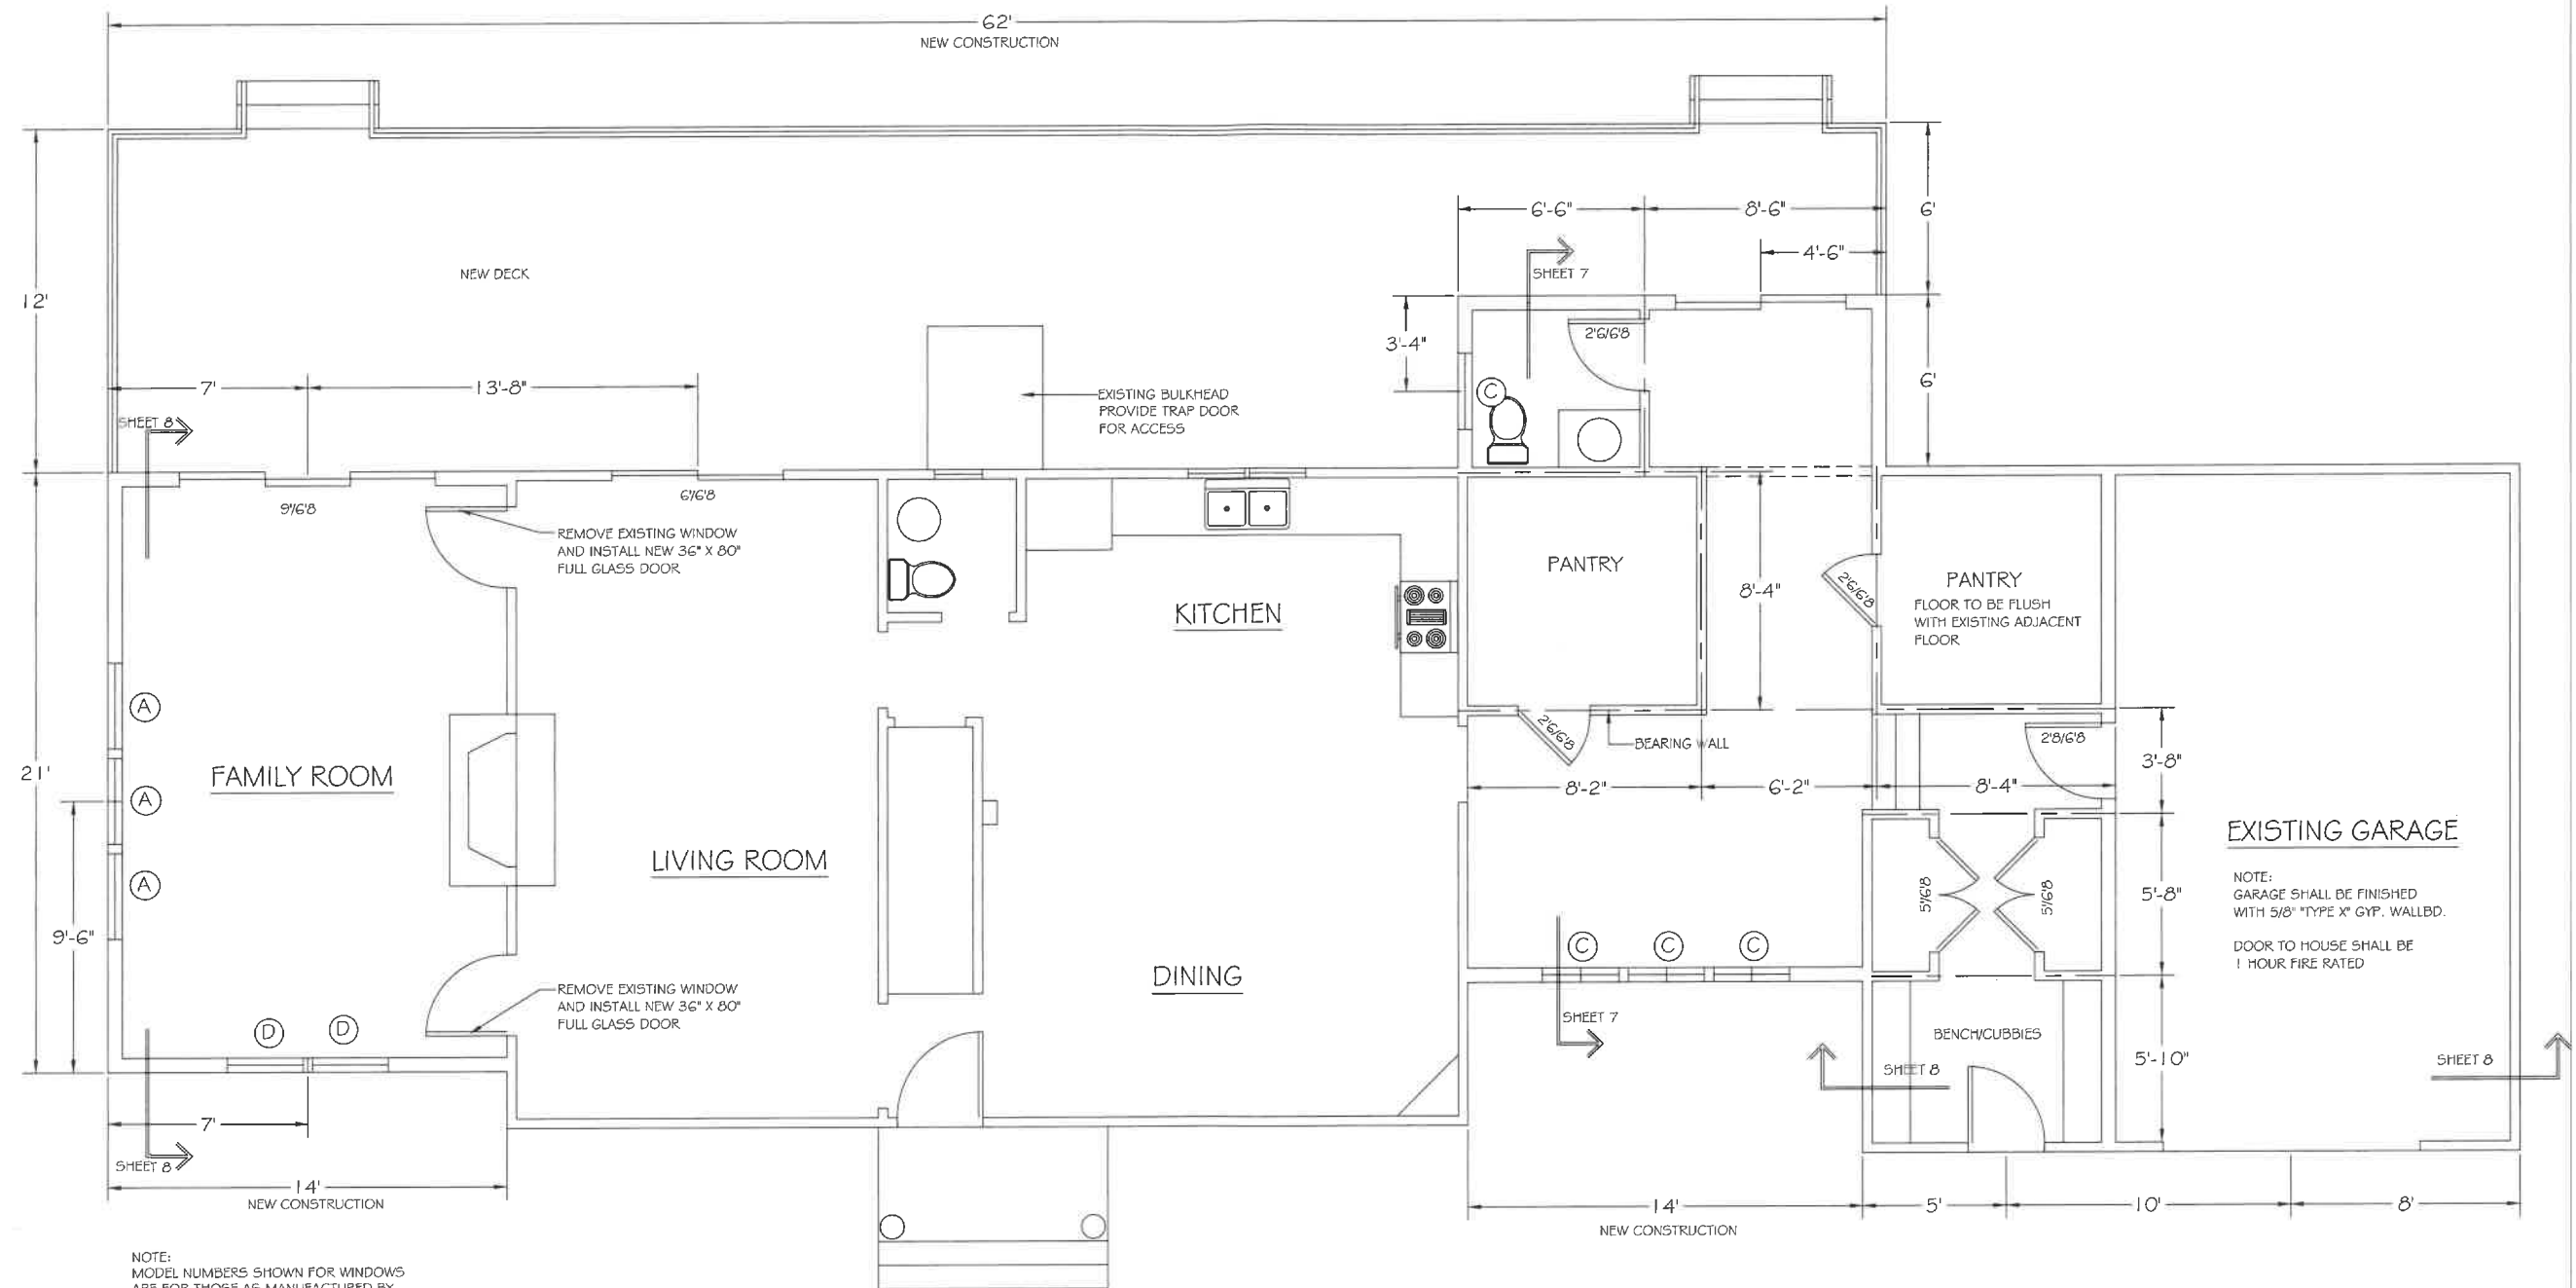 62'
NEW CONSTRUCTION
6'-6"
8'-6"
6'
4'-6"
SHEET 7
NEW DECK
12'
3'-4"
2'6/6'8
6'
7'
13'-8"
EXISTING BULKHEAD
PROVIDE TRAP DOOR
FOR ACCESS
C
SHEET 8
9'/6'8
6'/6'8
REMOVE EXISTING WINDOW
AND INSTALL NEW 36" X 80"
FULL GLASS DOOR
KITCHEN
PANTRY
8'-4"
2'6/6'8
PANTRY
FLOOR TO BE FLUSH
WITH EXISTING ADJACENT
FLOOR
A
A
A
21'
FAMILY ROOM
LIVING ROOM
2'6/6'8
BEARING WALL
2'8/6'8
3'-8"
8'-2"
6'-2"
8'-4"
EXISTING GARAGE
NOTE:
GARAGE SHALL BE FINISHED
WITH 5/8" "TYPE X" GYP. WALLBD.
DOOR TO HOUSE SHALL BE
1 HOUR FIRE RATED
5'/6'8
5'/6'8
5'-8"
9'-6"
C
C
C
DINING
REMOVE EXISTING WINDOW
AND INSTALL NEW 36" X 80"
FULL GLASS DOOR
D
D
SHEET 7
BENCH/CUBBIES
SHEET 8
5'-10"
SHEET 8
7'
SHEET 8
14'
NEW CONSTRUCTION
14'
NEW CONSTRUCTION
5'
10'
8'
NOTE:
MODEL NUMBERS SHOWN FOR WINDOWS
ARE FOR THOSE AS MANUFACTURED BY